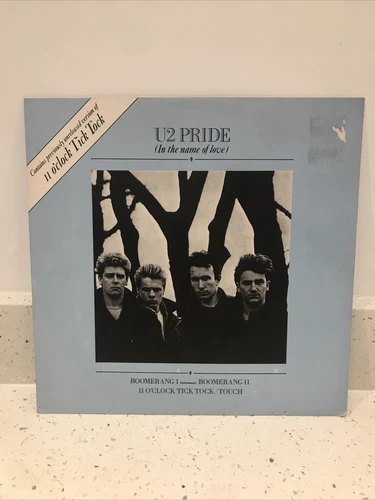 Contains previously unreleased version of
11 o'clock Tick Tock
U2 PRIDE
(In the name of love)
BOOMERANG I BOOMERANG II
11 O'CLOCK TICK TOCK / TOUCH